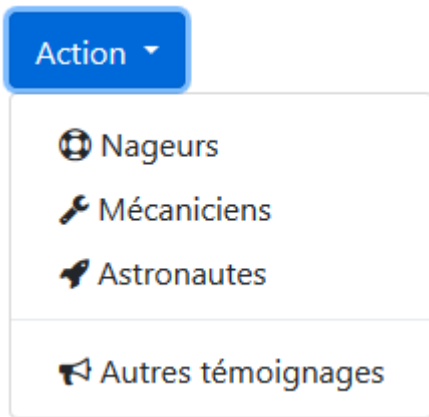 Action
Nageurs
Mécaniciens
Astronautes
Autres témoignages